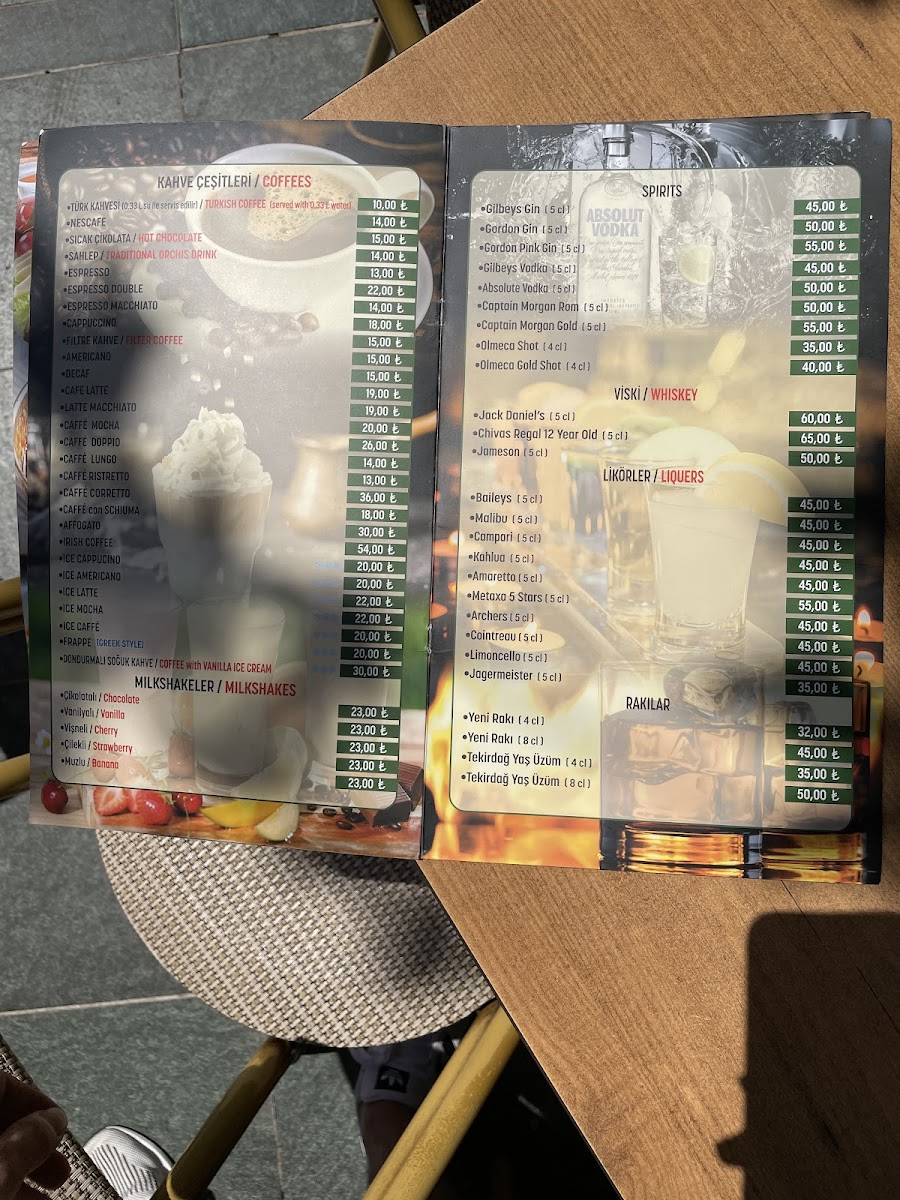 KAHVE ÇEŞİTLERİ / COFFEES
•TÜRK KAHVESİ (0.33 L su ile servis edilir) / TURKISH COFFEE (served with 0.33 L water) 10,00 ₺
•NESCAFE 14,00 ₺
•SICAK ÇİKOLATA / HOT CHOCOLATE 15,00 ₺
•SAHLEP / TRADITIONAL ORCHIS DRINK 14,00 ₺
•ESPRESSO 13,00 ₺
•ESPRESSO DOUBLE 22,00 ₺
•ESPRESSO MACCHIATO 14,00 ₺
•CAPPUCCINO 18,00 ₺
•FILTRE KAHVE / FILTER COFFEE 15,00 ₺
•AMERICANO 15,00 ₺
•DECAF 15,00 ₺
•CAFE LATTE 19,00 ₺
•LATTE MACCHIATO 19,00 ₺
•CAFFÉ MOCHA 20,00 ₺
•CAFFÉ DOPPIO 26,00 ₺
•CAFFÉ LUNGO 14,00 ₺
•CAFFÉ RISTRETTO 13,00 ₺
•CAFFÉ CORRETTO 36,00 ₺
•CAFFÉ con SCHIUMA 18,00 ₺
•AFFOGATO 30,00 ₺
•IRISH COFFEE 54,00 ₺
•ICE CAPPUCINO 20,00 ₺
•ICE AMERICANO 20,00 ₺
•ICE LATTE 22,00 ₺
•ICE MOCHA 22,00 ₺
•ICE CAFFÉ 20,00 ₺
•FRAPPE (GREEK STYLE) 20,00 ₺
•DONDURMALI SOĞUK KAHVE / COFFEE with VANILLA ICE CREAM 30,00 ₺
MILKSHAKELER / MILKSHAKES
•Çikolatalı / Chocolate 23,00 ₺
•Vanilyalı / Vanilla 23,00 ₺
•Vişneli / Cherry 23,00 ₺
•Çilekli / Strawberry 23,00 ₺
•Muzlu / Banana 23,00 ₺
SPIRITS
•Gilbeys Gin ( 5 cl ) 45,00 ₺
•Gordon Gin ( 5 cl ) 50,00 ₺
•Gordon Pink Gin ( 5 cl ) 55,00 ₺
•Gilbeys Vodka ( 5 cl ) 45,00 ₺
•Absolute Vodka ( 5 cl ) 50,00 ₺
•Captain Morgan Rom ( 5 cl ) 50,00 ₺
•Captain Morgan Gold ( 5 cl ) 55,00 ₺
•Olmeca Shot ( 4 cl ) 35,00 ₺
•Olmeca Gold Shot ( 4 cl ) 40,00 ₺
ABSOLUT
VODKA
VİSKİ / WHISKEY
•Jack Daniel's ( 5 cl ) 60,00 ₺
•Chivas Regal 12 Year Old ( 5 cl ) 65,00 ₺
•Jameson ( 5 cl ) 50,00 ₺
LİKÖRLER / LIQUERS
•Baileys ( 5 cl ) 45,00 ₺
•Malibu ( 5 cl ) 45,00 ₺
•Campari ( 5 cl ) 45,00 ₺
•Kahlua ( 5 cl ) 45,00 ₺
•Amaretto ( 5 cl ) 45,00 ₺
•Metaxa 5 Stars ( 5 cl ) 55,00 ₺
•Archers ( 5 cl ) 45,00 ₺
•Cointreau ( 5 cl ) 45,00 ₺
•Limoncello ( 5 cl ) 45,00 ₺
•Jagermeister ( 5 cl ) 35,00 ₺
RAKILAR
•Yeni Rakı ( 4 cl ) 32,00 ₺
•Yeni Rakı ( 8 cl ) 45,00 ₺
•Tekirdağ Yaş Üzüm ( 4 cl ) 35,00 ₺
•Tekirdağ Yaş Üzüm ( 8 cl ) 50,00 ₺